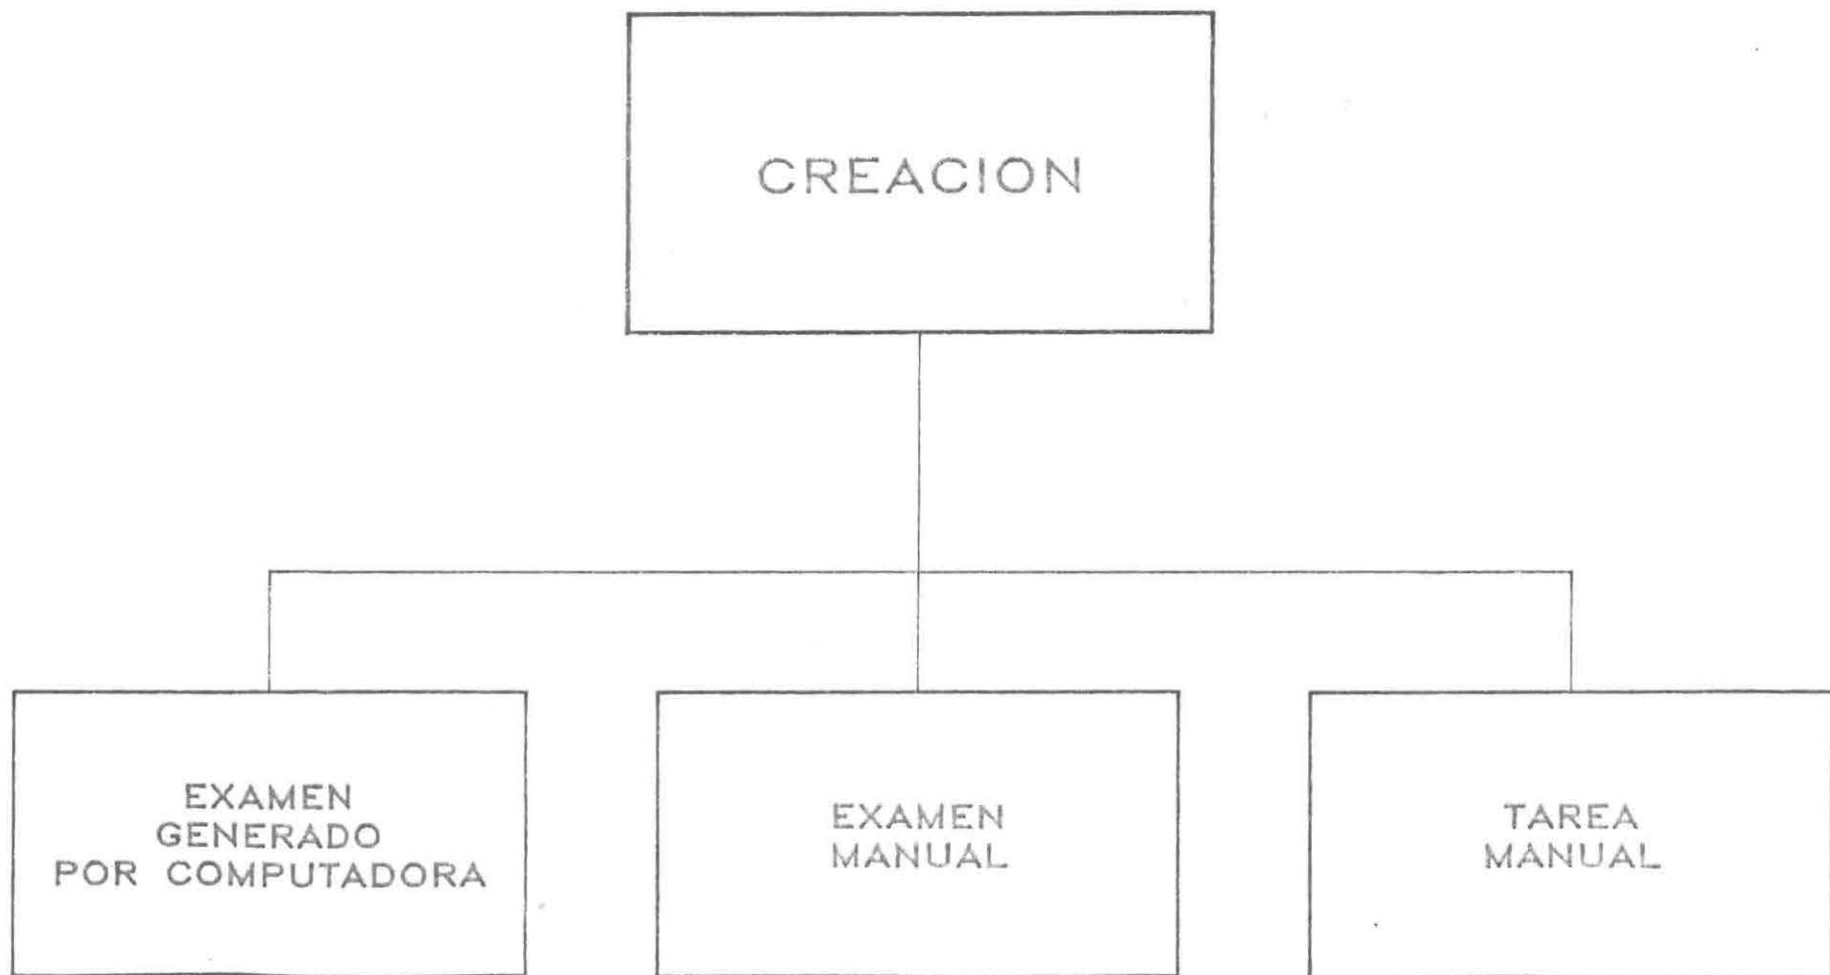 CREACION
EXAMEN
GENERADO
POR COMPUTADORA
EXAMEN
MANUAL
TAREA
MANUAL